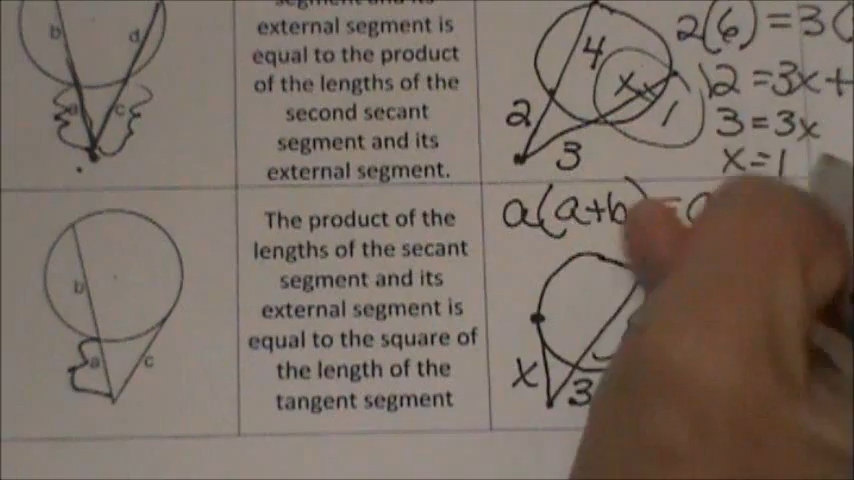 b
d
a
c
external segment is
equal to the product
of the lengths of the
second secant
segment and its
external segment.
4
x
2
3
1
2(6) = 3(
12 = 3x +
3 = 3x
x = 1
b
a
c
The product of the
lengths of the secant
segment and its
external segment is
equal to the square of
the length of the
tangent segment
a(a+b) =
x
3